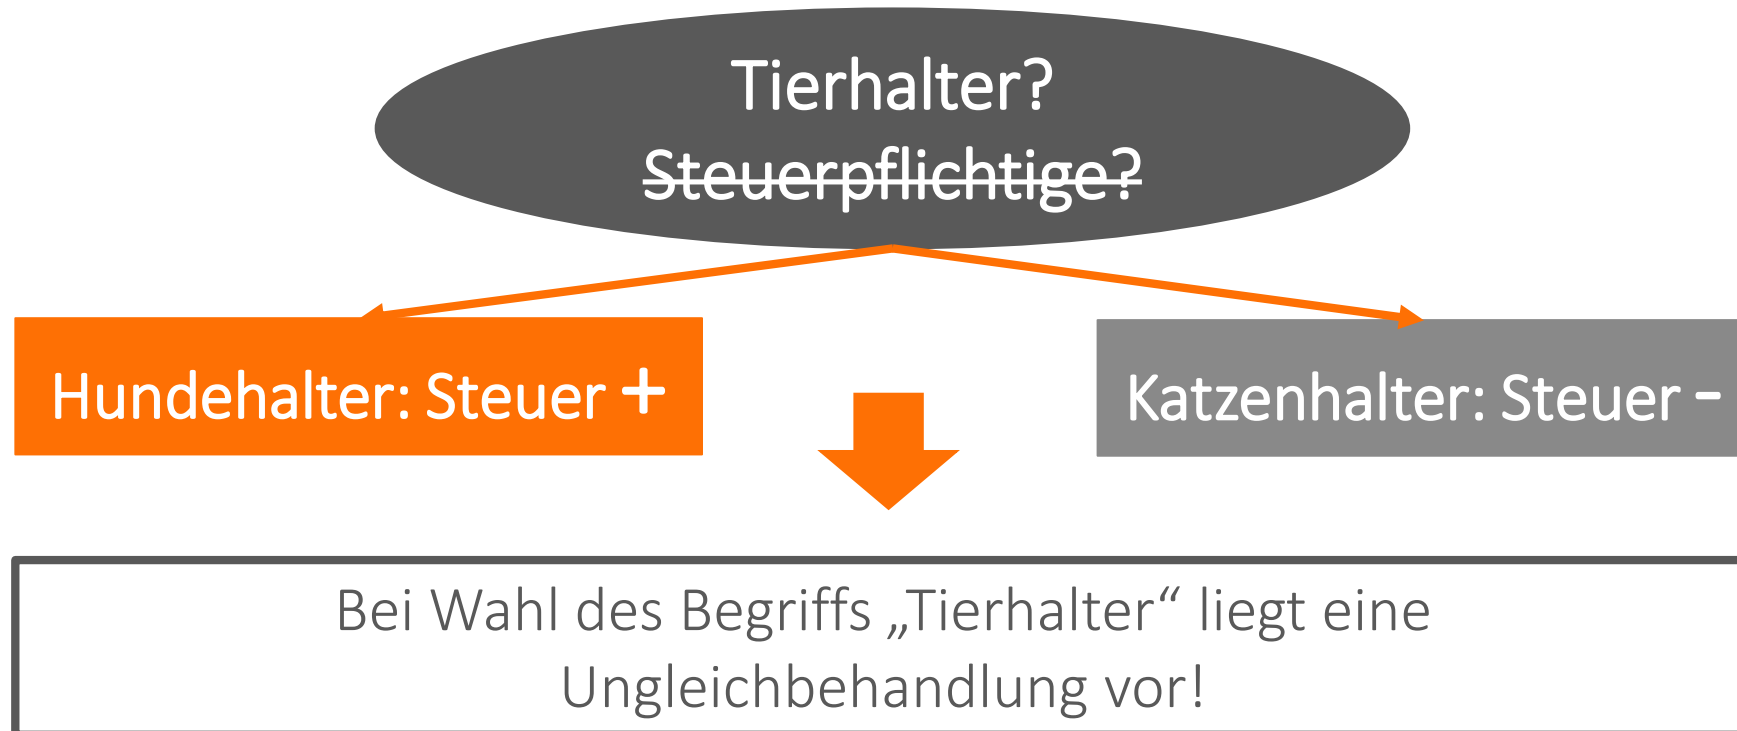 Tierhalter?
Steuerpflichtige?
Hundehalter: Steuer +
Katzenhalter: Steuer -
Bei Wahl des Begriffs „Tierhalter“ liegt eine
Ungleichbehandlung vor!